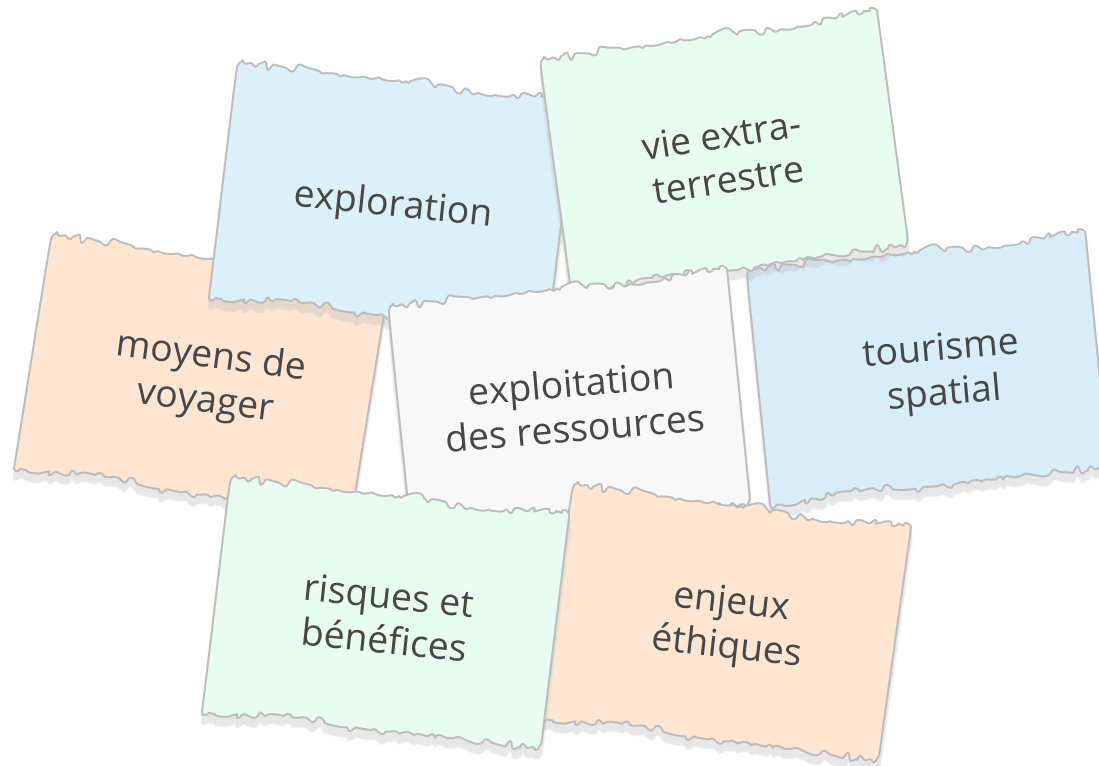 exploration
vie extra-
terrestre
moyens de
voyager
exploitation
des ressources
tourisme
spatial
risques et
bénéfices
enjeux
éthiques